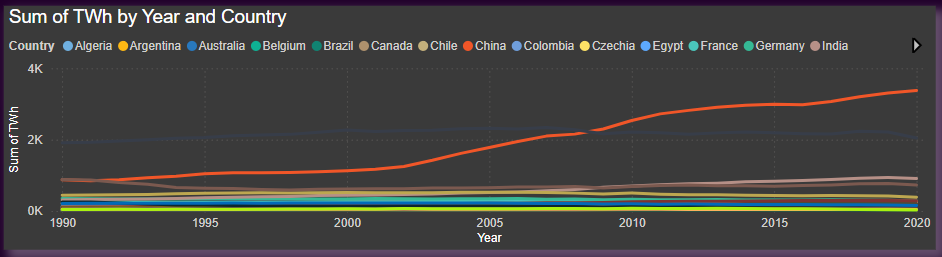 Sum of TWh by Year and Country
Country Algeria Argentina Australia Belgium Brazil Canada Chile China Colombia Czechia Egypt France Germany India
4K
2K
0K
Sum of TWh
1990 1995 2000 2005 2010 2015 2020
Year